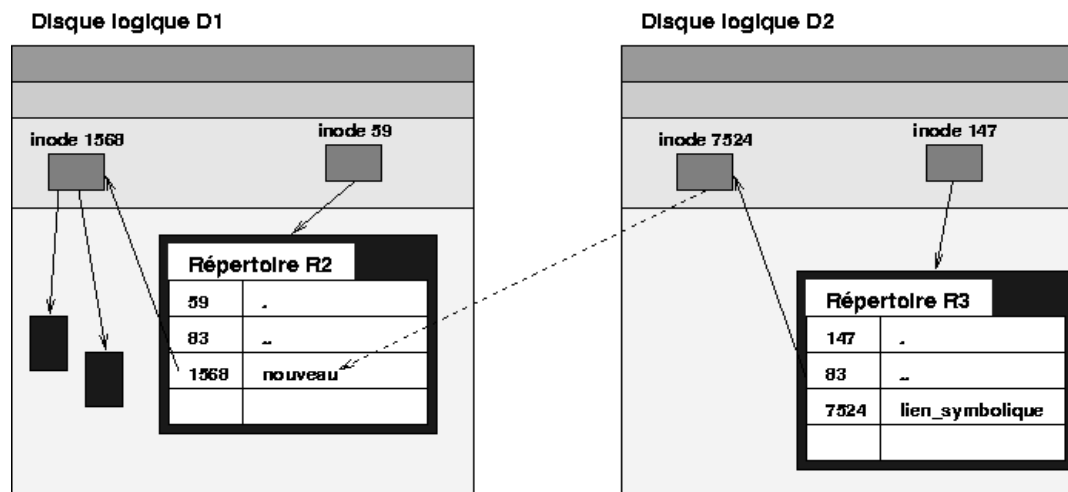 Disque logique D1
Disque logique D2
inode 1568
inode 59
inode 7524
inode 147
Répertoire R2
59 .
83 ..
1568 nouveau
Répertoire R3
147 .
83 ..
7524 lien_symbolique